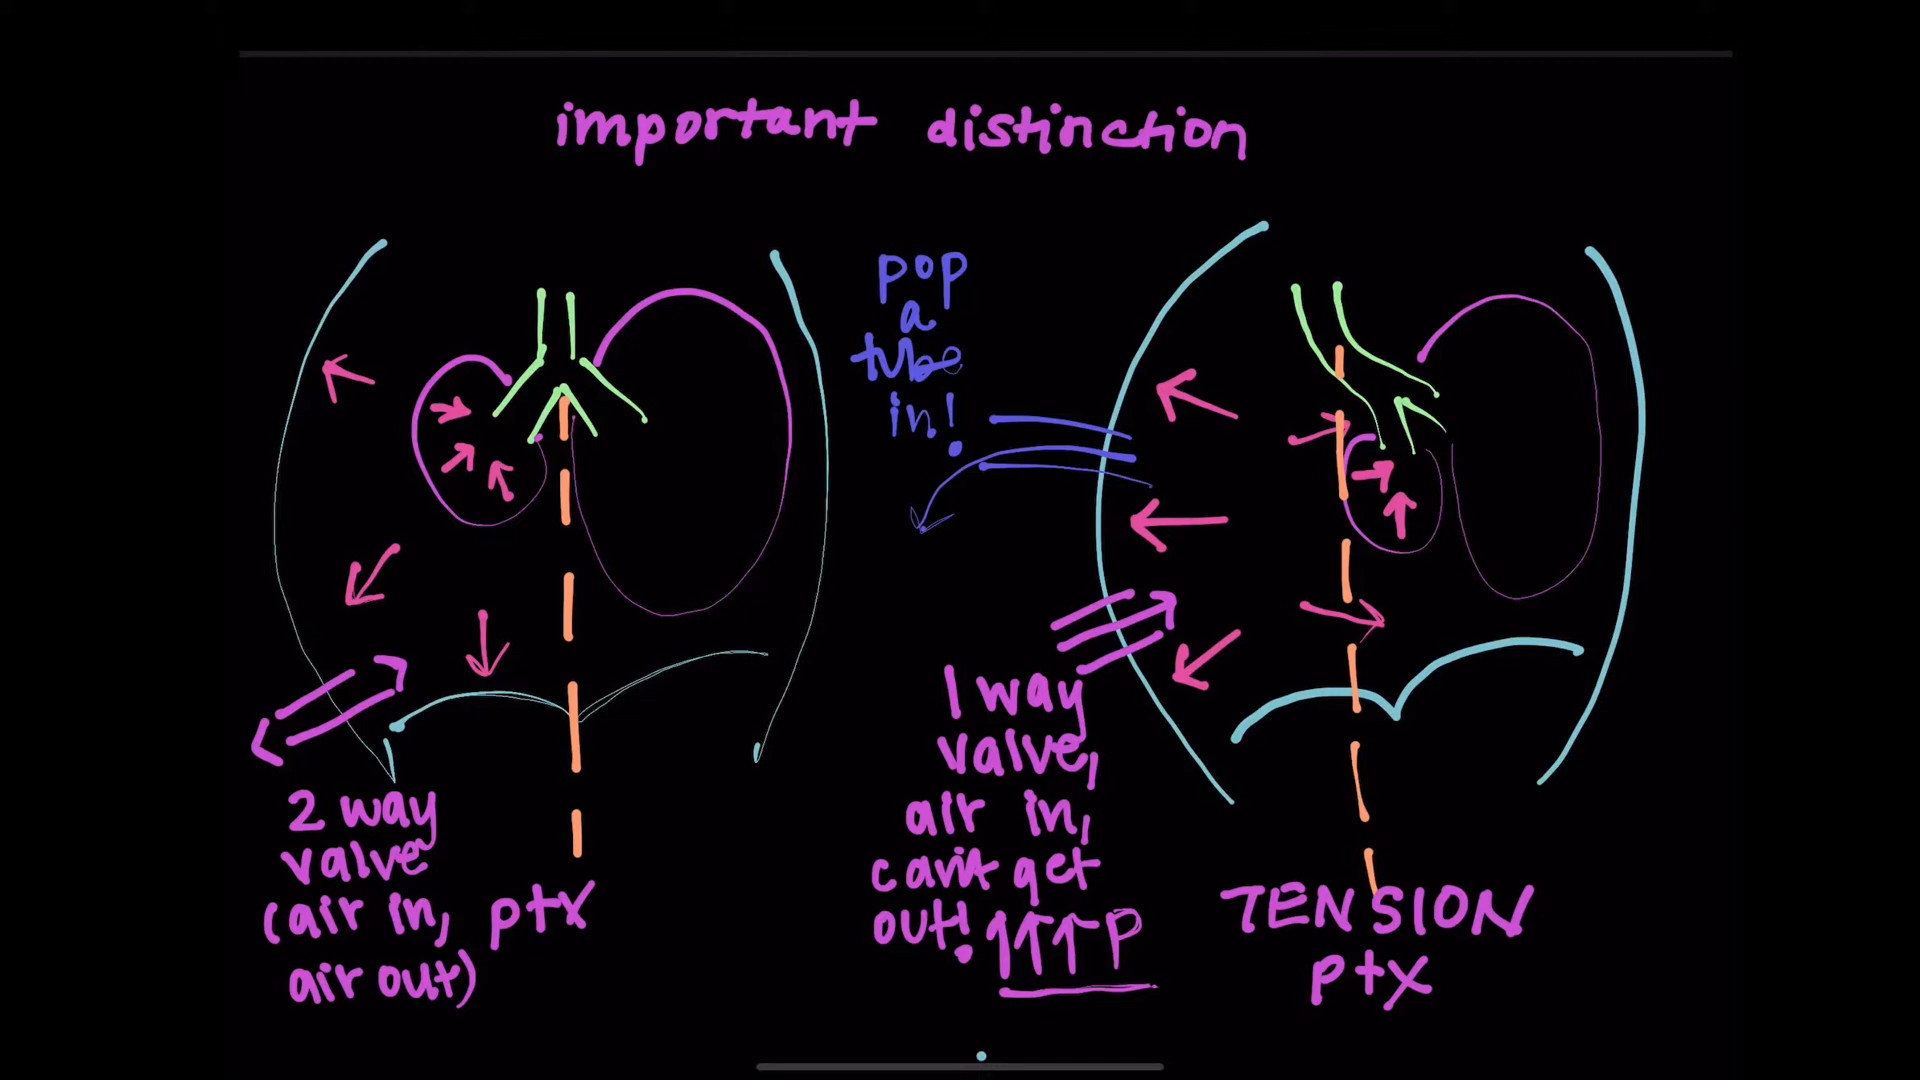 important distinction
pop
a
tube
in!
2 way
valve
(air in,
air out)
ptx
1 way
valve,
air in,
can't get
out!
↑↑↑P
TENSION
ptx